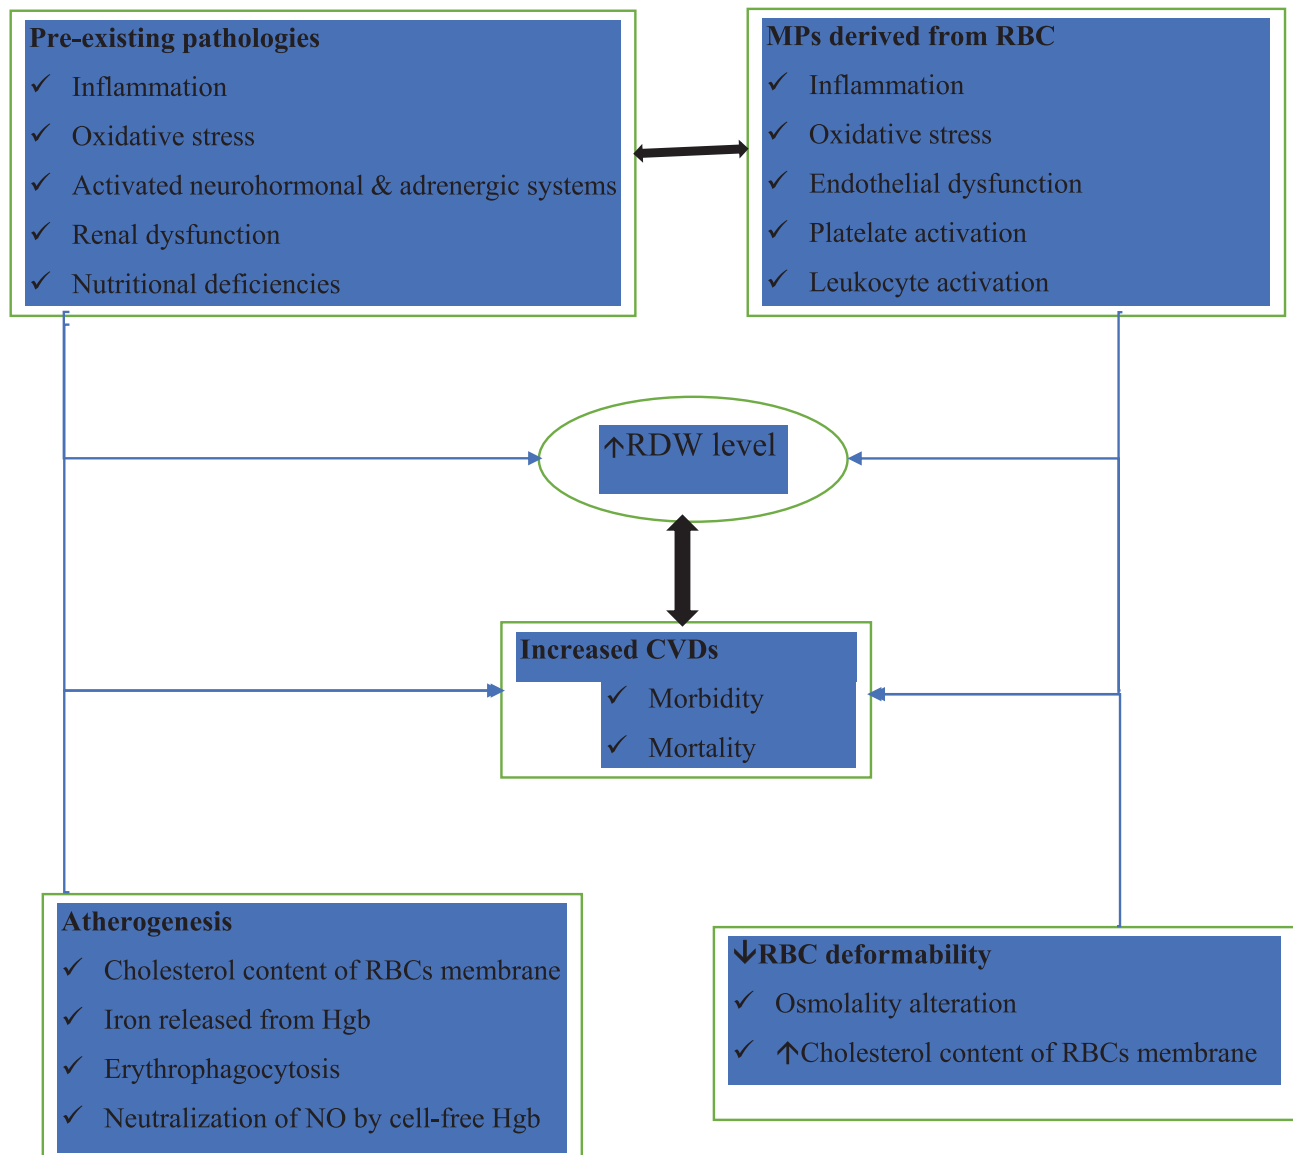 Pre-existing pathologies
✓ Inflammation
✓ Oxidative stress
✓ Activated neurohormonal & adrenergic systems
✓ Renal dysfunction
✓ Nutritional deficiencies
MPs derived from RBC
✓ Inflammation
✓ Oxidative stress
✓ Endothelial dysfunction
✓ Platelate activation
✓ Leukocyte activation
↑RDW level
Increased CVDs
✓ Morbidity
✓ Mortality
Atherogenesis
✓ Cholesterol content of RBCs membrane
✓ Iron released from Hgb
✓ Erythrophagocytosis
✓ Neutralization of NO by cell-free Hgb
↓RBC deformability
✓ Osmolality alteration
✓ ↑Cholesterol content of RBCs membrane